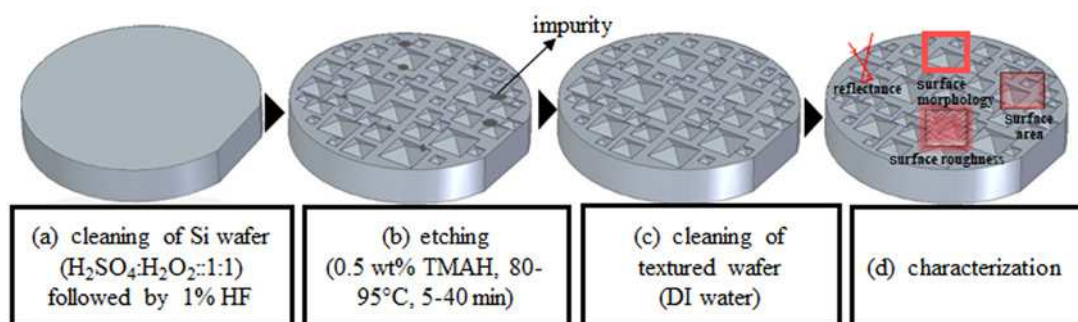 impurity
reflectance
surface
morphology
Surface
area
surface roughness
(a) cleaning of Si wafer
(H₂SO₄:H₂O₂::1:1)
followed by 1% HF
(b) etching
(0.5 wt% TMAH, 80-
95°C, 5-40 min)
(c) cleaning of
textured wafer
(DI water)
(d) characterization